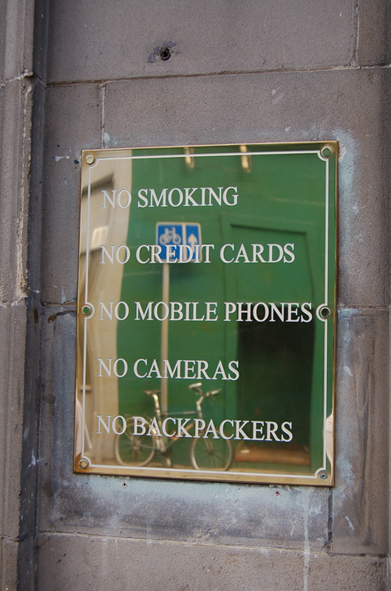 NO SMOKING
NO CREDIT CARDS
NO MOBILE PHONES
NO CAMERAS
NO BACKPACKERS